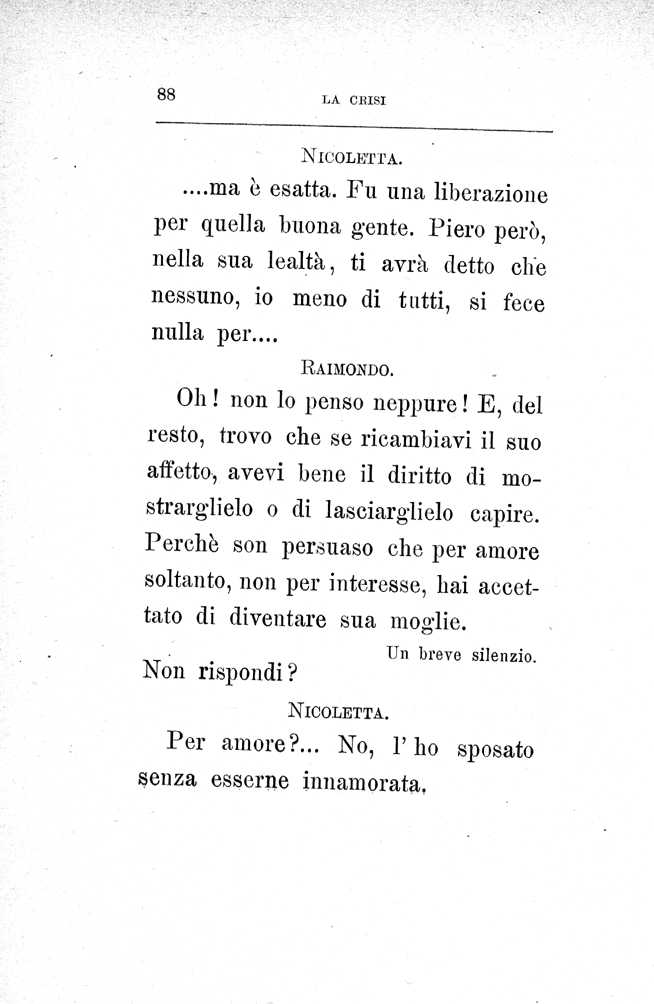 88
LA CRISI
NICOLETTA.
....ma è esatta. Fu una liberazione
per quella buona gente. Piero però,
nella sua lealtà, ti avrà detto che
nessuno, io meno di tutti, si fece
nulla per....
RAIMONDO.
Oh! non lo penso neppure! E, del
resto, trovo che se ricambiavi il suo
affetto, avevi bene il diritto di mo-
strarglielo o di lasciarglielo capire.
Perchè son persuaso che per amore
soltanto, non per interesse, hai accet-
tato di diventare sua moglie.
Un breve silenzio.
Non rispondi?
NICOLETTA.
Per amore?... No, l'ho sposato
senza esserne innamorata.